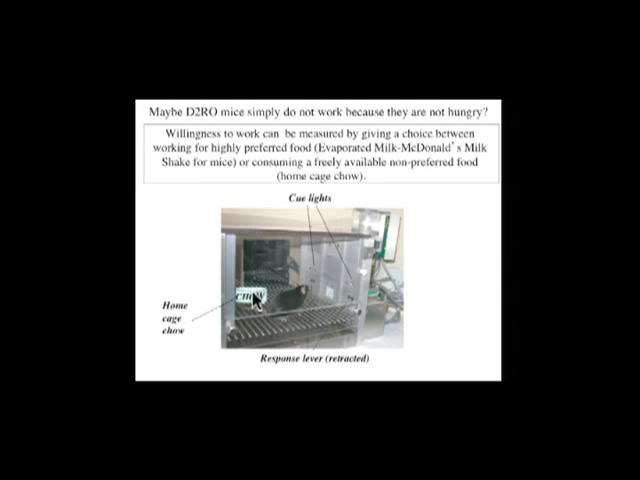 Maybe D2RO mice simply do not work because they are not hungry?
Willingness to work can be measured by giving a choice between
working for highly preferred food (Evaporated Milk-McDonald's Milk
Shake for mice) or consuming a freely available non-preferred food
(home cage chow).
Cue lights
CHOW
Home
cage
chow
Response lever (retracted)